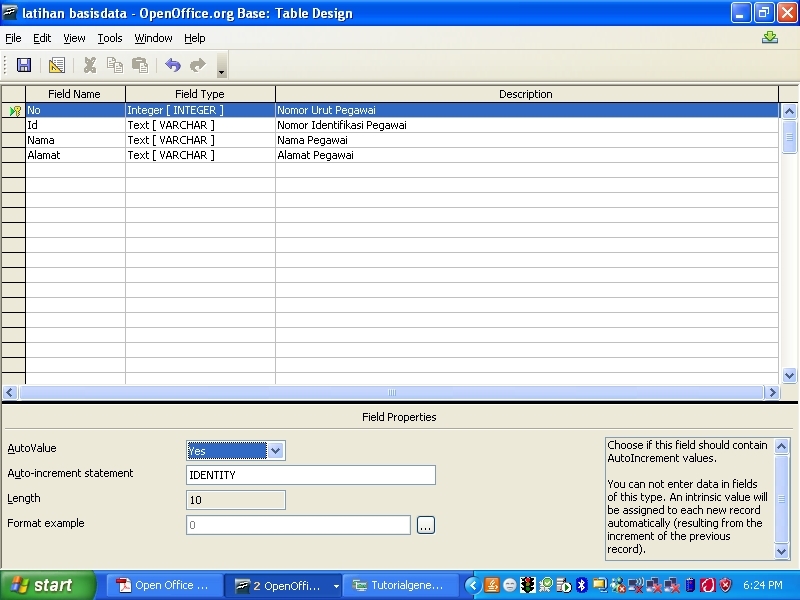 latihan basisdata - OpenOffice.org Base: Table Design
File Edit View Tools Window Help
Field Name Field Type Description
No Integer [ INTEGER ] Nomor Urut Pegawai
Id Text [ VARCHAR ] Nomor Identifikasi Pegawai
Nama Text [ VARCHAR ] Nama Pegawai
Alamat Text [ VARCHAR ] Alamat Pegawai
Field Properties
AutoValue Yes
Auto-increment statement IDENTITY
Length 10
Format example 0 ...
Choose if this field should contain
AutoIncrement values.
You can not enter data in fields
of this type. An intrinsic value will
be assigned to each new record
automatically (resulting from the
increment of the previous
record).
start Open Office ... 2 OpenOffi... Tutorialgene... 6:24 PM